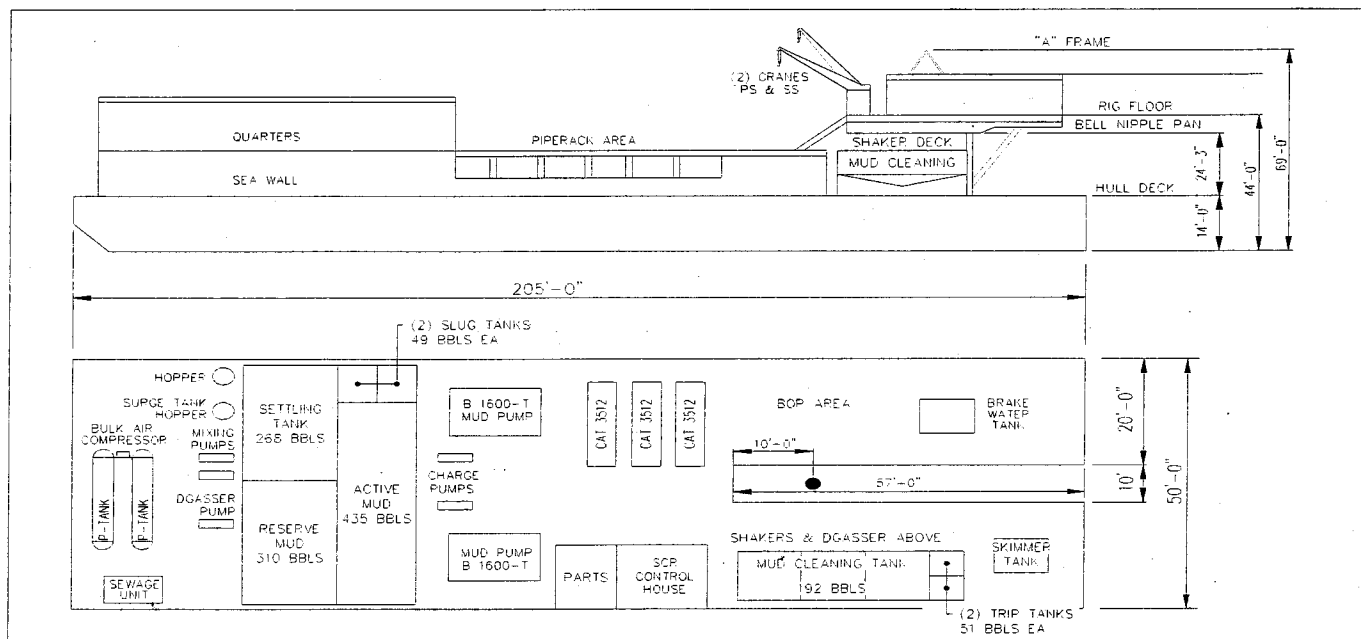 "A" FRAME
(2) CRANES
PS & SS
RIG FLOOR
BELL NIPPLE PAN
QUARTERS
PIPERACK AREA
SHAKER DECK
MUD CLEANING
SEA WALL
HULL DECK
24'-3"
14'-0"
44'-0"
69'-0"
205'-0"
(2) SLUG TANKS
49 BBLS EA
HOPPER
SURGE TANK
HOPPER
BULK AIR
COMPRESSOR
MIXING
PUMPS
DGASSER
PUMP
P-TANK
P-TANK
SEWAGE
UNIT
SETTLING
TANK
268 BBLS
RESERVE
MUD
310 BBLS
ACTIVE
MUD
435 BBLS
B 1600-T
MUD PUMP
CHARGE
PUMPS
MUD PUMP
B 1600-T
CAT 3512
CAT 3512
CAT 3512
BOP AREA
BRAKE
WATER
TANK
10'-0"
57'-0"
20'-0"
10'
50'-0"
PARTS
SCR
CONTROL
HOUSE
SHAKERS & DGASSER ABOVE
MUD CLEANING TANK
92 BBLS
SKIMMER
TANK
(2) TRIP TANKS
51 BBLS EA